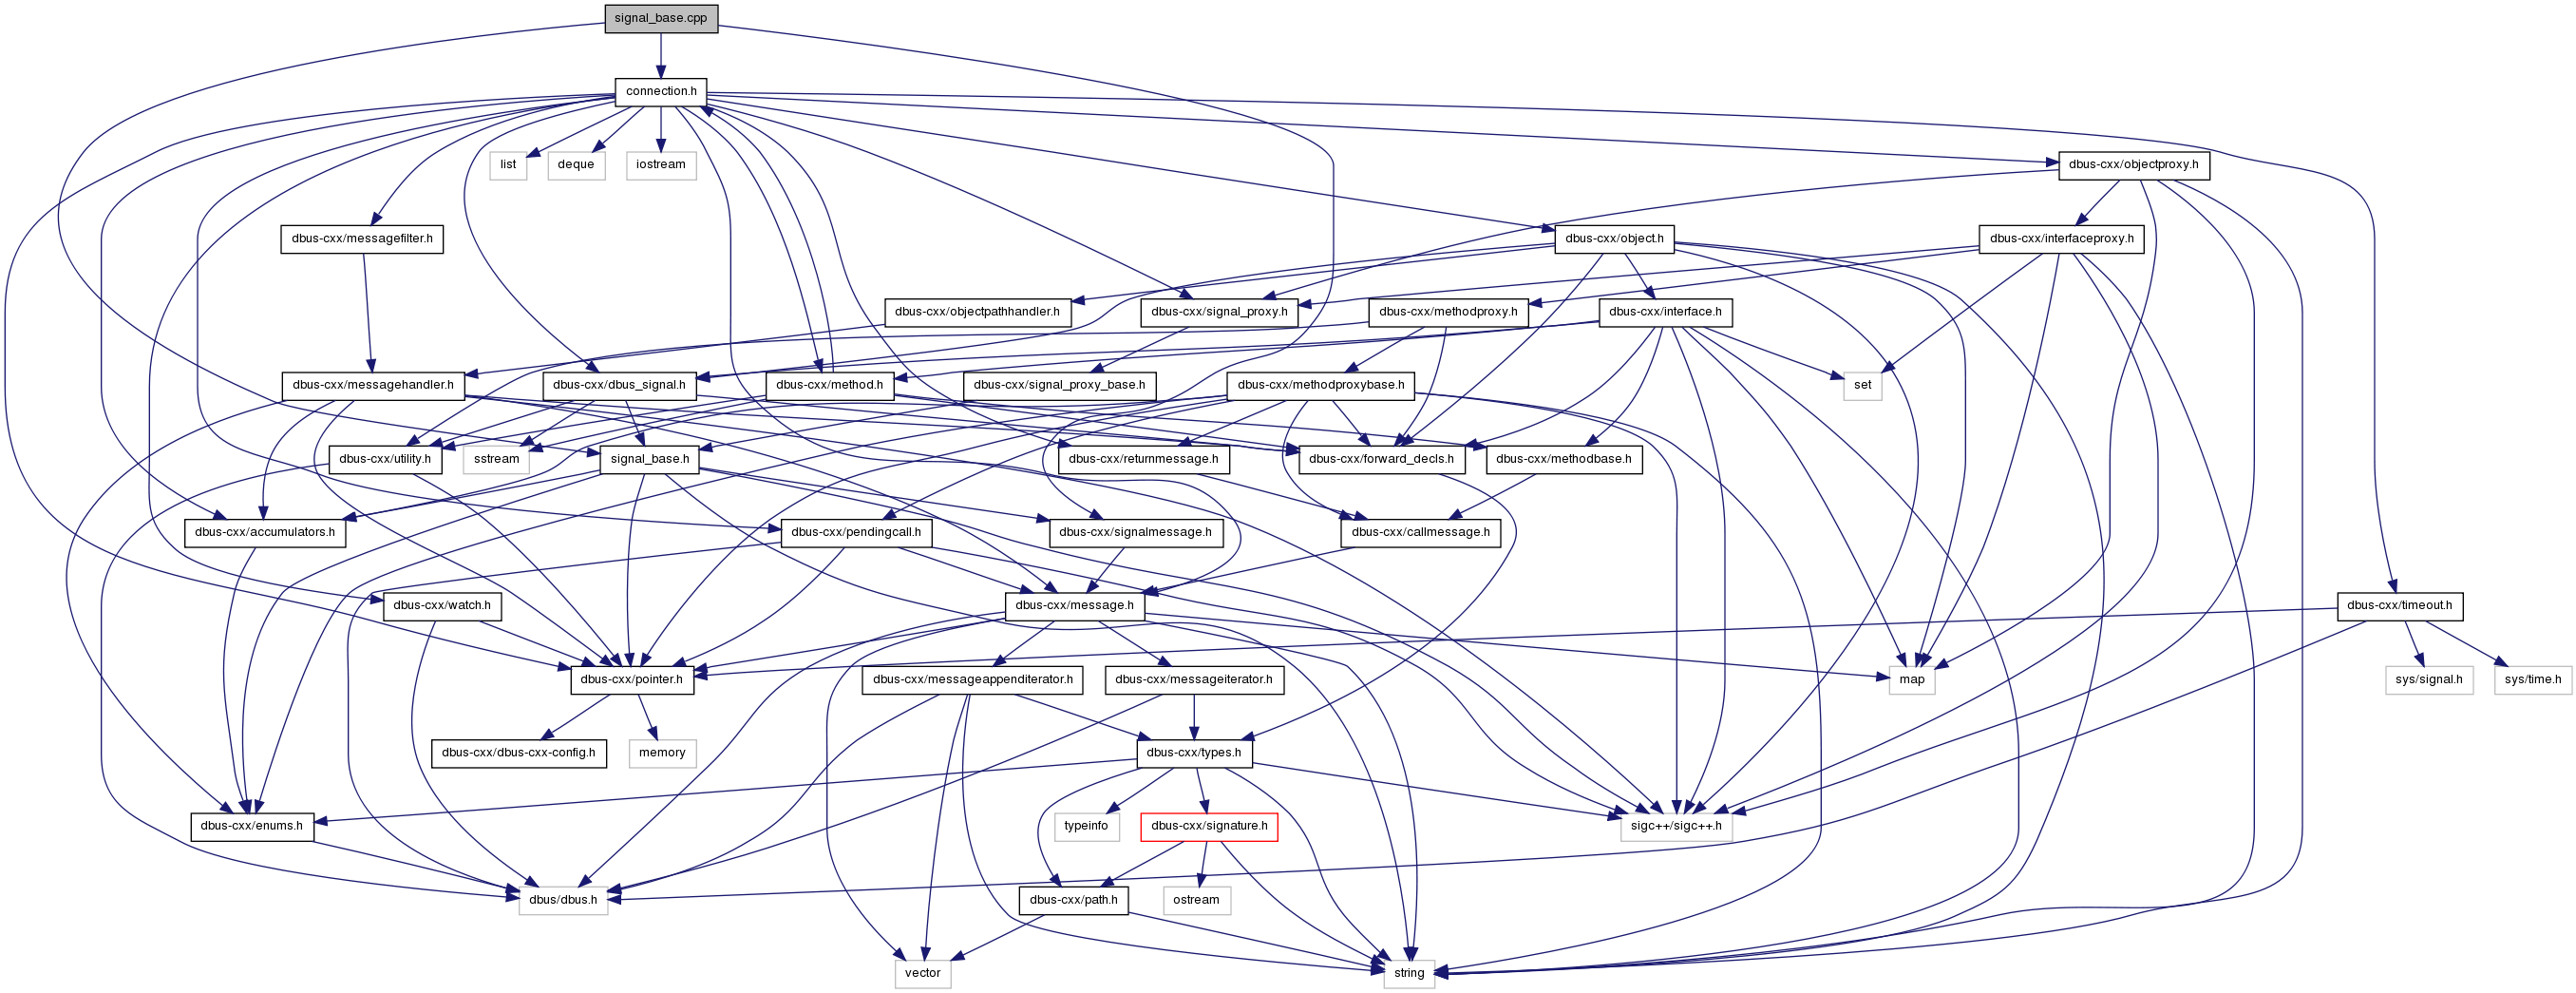 signal_base.cpp
connection.h
list
deque
iostream
dbus-cxx/objectproxy.h
dbus-cxx/messagefilter.h
dbus-cxx/object.h
dbus-cxx/interfaceproxy.h
dbus-cxx/objectpathhandler.h
dbus-cxx/signal_proxy.h
dbus-cxx/methodproxy.h
dbus-cxx/interface.h
dbus-cxx/messagehandler.h
dbus-cxx/dbus_signal.h
dbus-cxx/method.h
dbus-cxx/signal_proxy_base.h
dbus-cxx/methodproxybase.h
set
dbus-cxx/utility.h
sstream
signal_base.h
dbus-cxx/returnmessage.h
dbus-cxx/forward_decls.h
dbus-cxx/methodbase.h
dbus-cxx/accumulators.h
dbus-cxx/pendingcall.h
dbus-cxx/signalmessage.h
dbus-cxx/callmessage.h
dbus-cxx/watch.h
dbus-cxx/message.h
dbus-cxx/timeout.h
dbus-cxx/pointer.h
dbus-cxx/messageappenditerator.h
dbus-cxx/messageiterator.h
map
sys/signal.h
sys/time.h
dbus-cxx/dbus-cxx-config.h
memory
dbus-cxx/types.h
dbus-cxx/enums.h
typeinfo
dbus-cxx/signature.h
sigc++/sigc++.h
dbus/dbus.h
dbus-cxx/path.h
ostream
vector
string